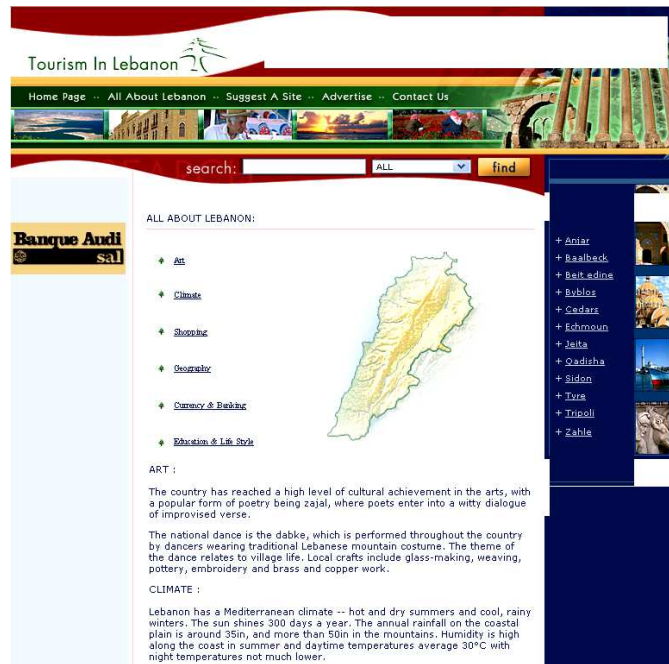 Tourism In Lebanon
Home Page ·· All About Lebanon ·· Suggest A Site ·· Advertise ·· Contact Us
search: ALL find
Banque Audi
sal
ALL ABOUT LEBANON:
Art
Climate
Shopping
Geography
Currency & Banking
Education & Life Style
+ Anjar
+ Baalbeck
+ Beit edine
+ Byblos
+ Cedars
+ Echmoun
+ Jeita
+ Qadisha
+ Sidon
+ Tyre
+ Tripoli
+ Zahle
ART :
The country has reached a high level of cultural achievement in the arts, with
a popular form of poetry being zajal, where poets enter into a witty dialogue
of improvised verse.
The national dance is the dabke, which is performed throughout the country
by dancers wearing traditional Lebanese mountain costume. The theme of
the dance relates to village life. Local crafts include glass-making, weaving,
pottery, embroidery and brass and copper work.
CLIMATE :
Lebanon has a Mediterranean climate -- hot and dry summers and cool, rainy
winters. The sun shines 300 days a year. The annual rainfall on the coastal
plain is around 35in, and more than 50in in the mountains. Humidity is high
along the coast in summer and daytime temperatures average 30°C with
night temperatures not much lower.